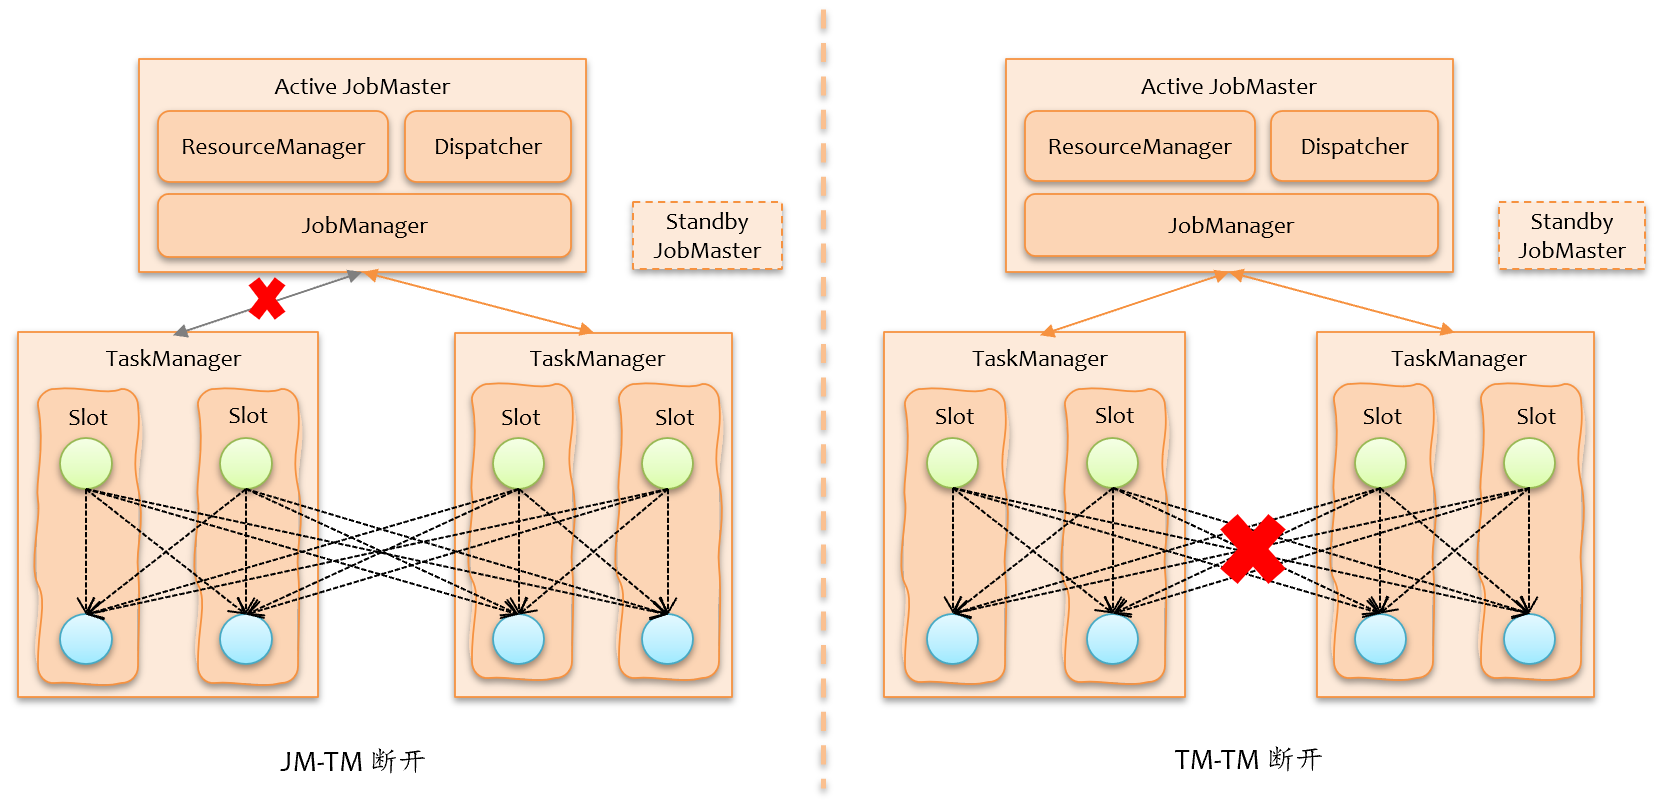 Active JobMaster
ResourceManager
Dispatcher
JobManager
Standby
JobMaster
TaskManager
Slot
Slot
TaskManager
Slot
Slot
JM-TM 断开
Active JobMaster
ResourceManager
Dispatcher
JobManager
Standby
JobMaster
TaskManager
Slot
Slot
TaskManager
Slot
Slot
TM-TM 断开